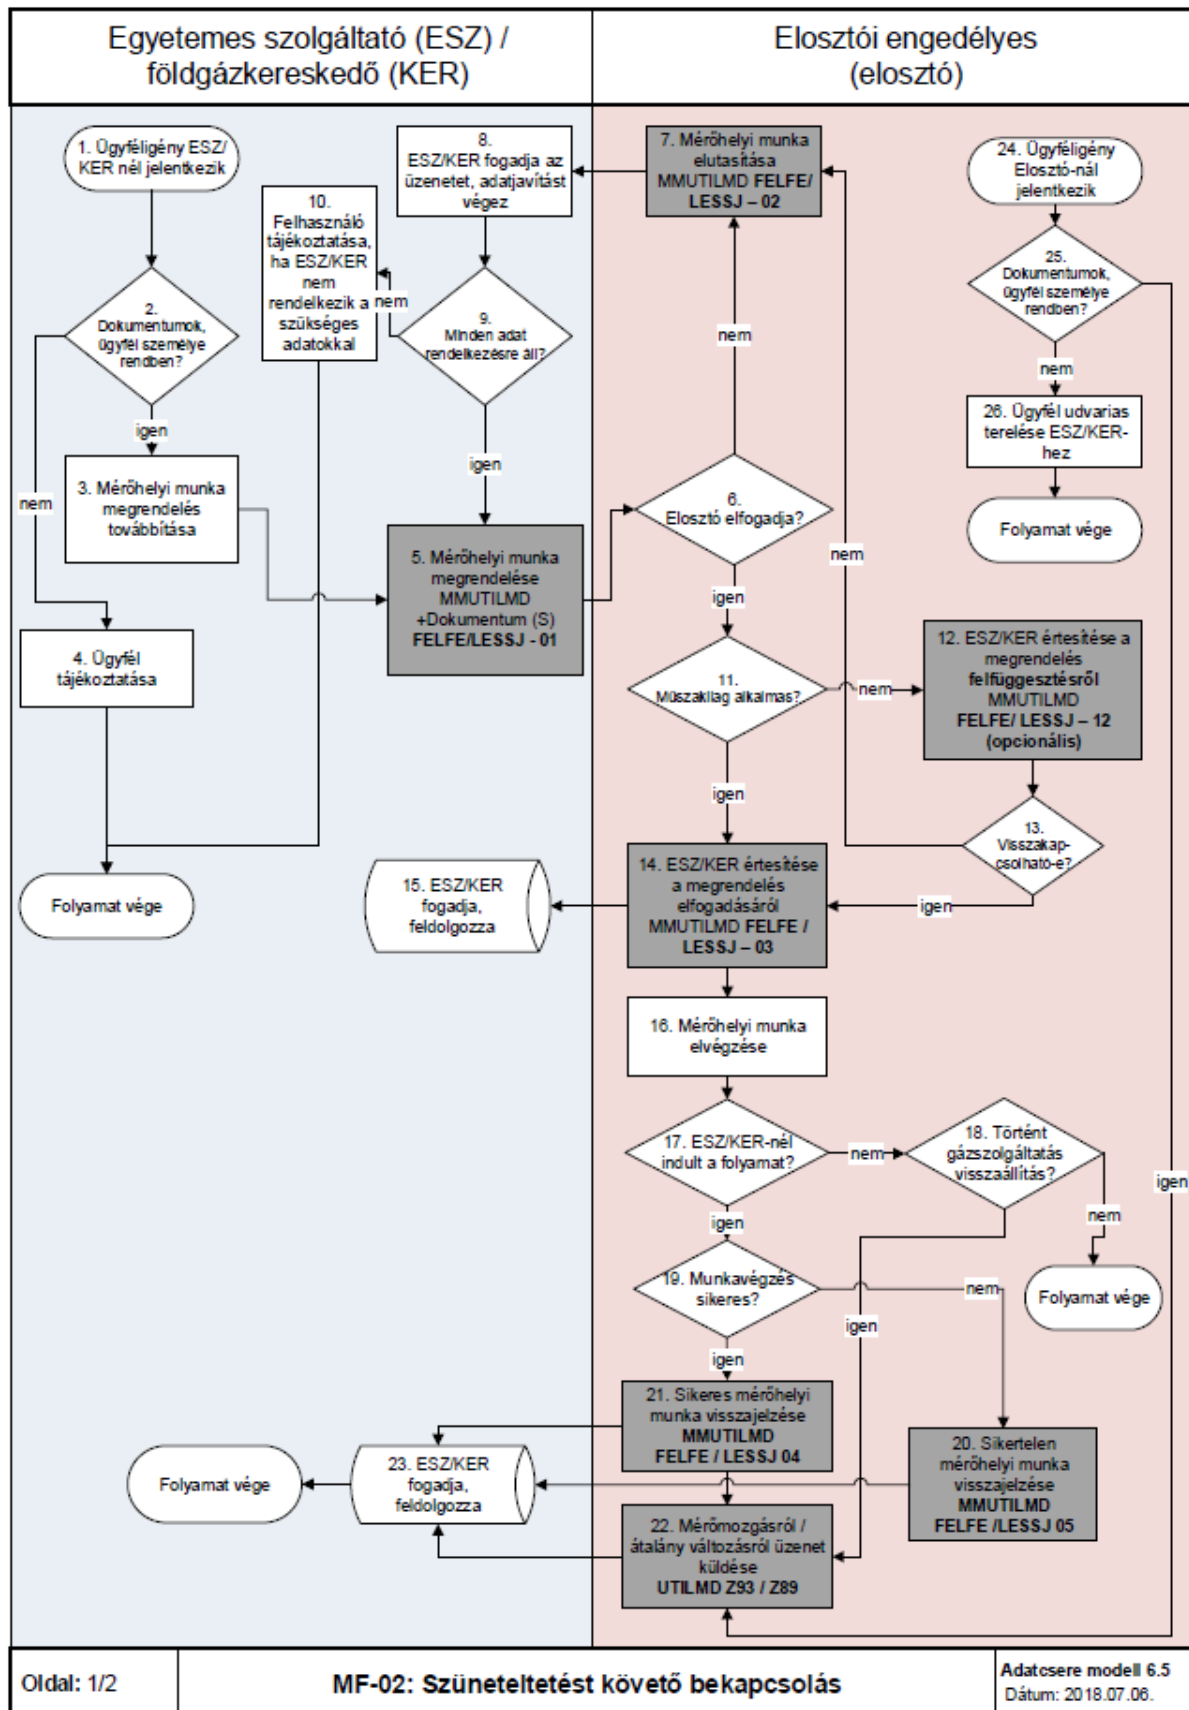 Egyetemes szolgáltató (ESZ) /
földgázkereskedő (KER)
Elosztói engedélyes
(elosztó)
1. Ügyféligény ESZ/
KER nél jelentkezik
2.
Dokumentumok,
ügyfél személye
rendben?
igen
nem
3. Mérőhelyi munka
megrendelés
továbbítása
4. Ügyfél
tájékoztatása
Folyamat vége
8.
ESZ/KER fogadja az
üzenetet, adatjavítást
végez
10.
Felhasználó
tájékoztatása,
ha ESZ/KER
nem
rendelkezik a
szükséges
adatokkal
nem
9.
Minden adat
rendelkezésre áll?
igen
5. Mérőhelyi munka
megrendelése
MMUTILMD
+Dokumentum (S)
FELFE/LESSJ - 01
7. Mérőhelyi munka
elutasítása
MMUTILMD FELFE/
LESSJ – 02
nem
6.
Elosztó elfogadja?
igen
11.
Műszakilag alkalmas?
nem
igen
12. ESZ/KER értesítése a
megrendelés
felfüggesztésről
MMUTILMD
FELFE/ LESSJ – 12
(opcionális)
13.
Visszakap-
csolható-e?
nem
igen
14. ESZ/KER értesítése
a megrendelés
elfogadásáról
MMUTILMD FELFE /
LESSJ – 03
15. ESZ/KER
fogadja,
feldolgozza
16. Mérőhelyi munka
elvégzése
17. ESZ/KER-nél
indult a folyamat?
nem
igen
18. Történt
gázszolgáltatás
visszaállítás?
nem
igen
Folyamat vége
19. Munkavégzés
sikeres?
nem
igen
21. Sikeres mérőhelyi
munka visszajelzése
MMUTILMD
FELFE / LESSJ 04
20. Sikertelen
mérőhelyi munka
visszajelzése
MMUTILMD
FELFE /LESSJ 05
22. Mérőmozgásról /
átalány változásról üzenet
küldése
UTILMD Z93 / Z89
23. ESZ/KER
fogadja,
feldolgozza
Folyamat vége
24. Ügyféligény
Elosztó-nál
jelentkezik
25.
Dokumentumok,
ügyfél személye
rendben?
nem
igen
26. Ügyfél udvarias
terelése ESZ/KER-
hez
Folyamat vége
Oldal: 1/2
MF-02: Szüneteltetést követő bekapcsolás
Adatcsere modell 6.5
Dátum: 2018.07.06.